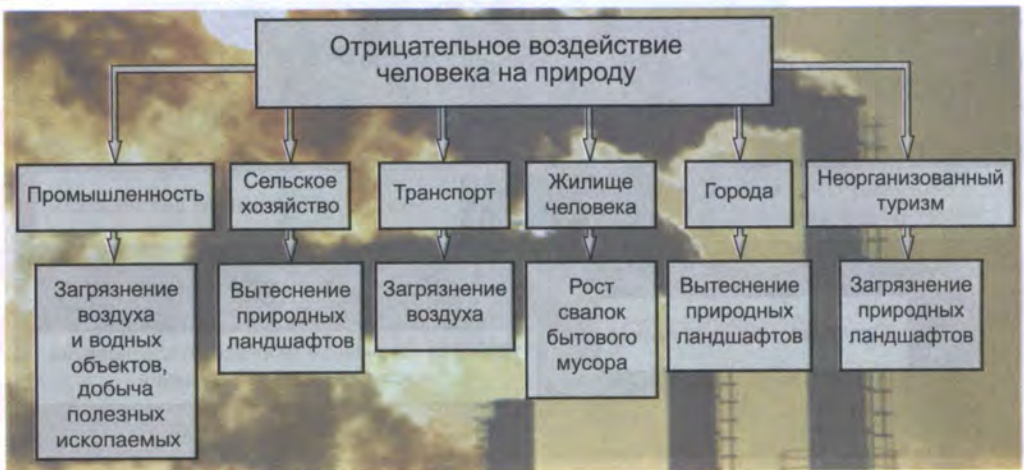 Отрицательное воздействие
человека на природу
Промышленность
Сельское
хозяйство
Транспорт
Жилище
человека
Города
Неорганизованный
туризм
Загрязнение
воздуха
и водных
объектов,
добыча
полезных
ископаемых
Вытеснение
природных
ландшафтов
Загрязнение
воздуха
Рост
свалок
бытового
мусора
Вытеснение
природных
ландшафтов
Загрязнение
природных
ландшафтов